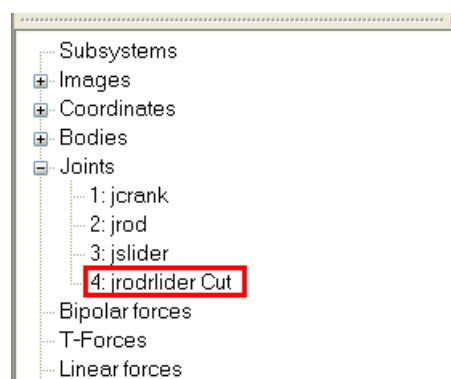 Subsystems
Images
Coordinates
Bodies
Joints
1: jcrank
2: jrod
3: jslider
4: jrodrlider Cut
Bipolar forces
T-Forces
Linear forces